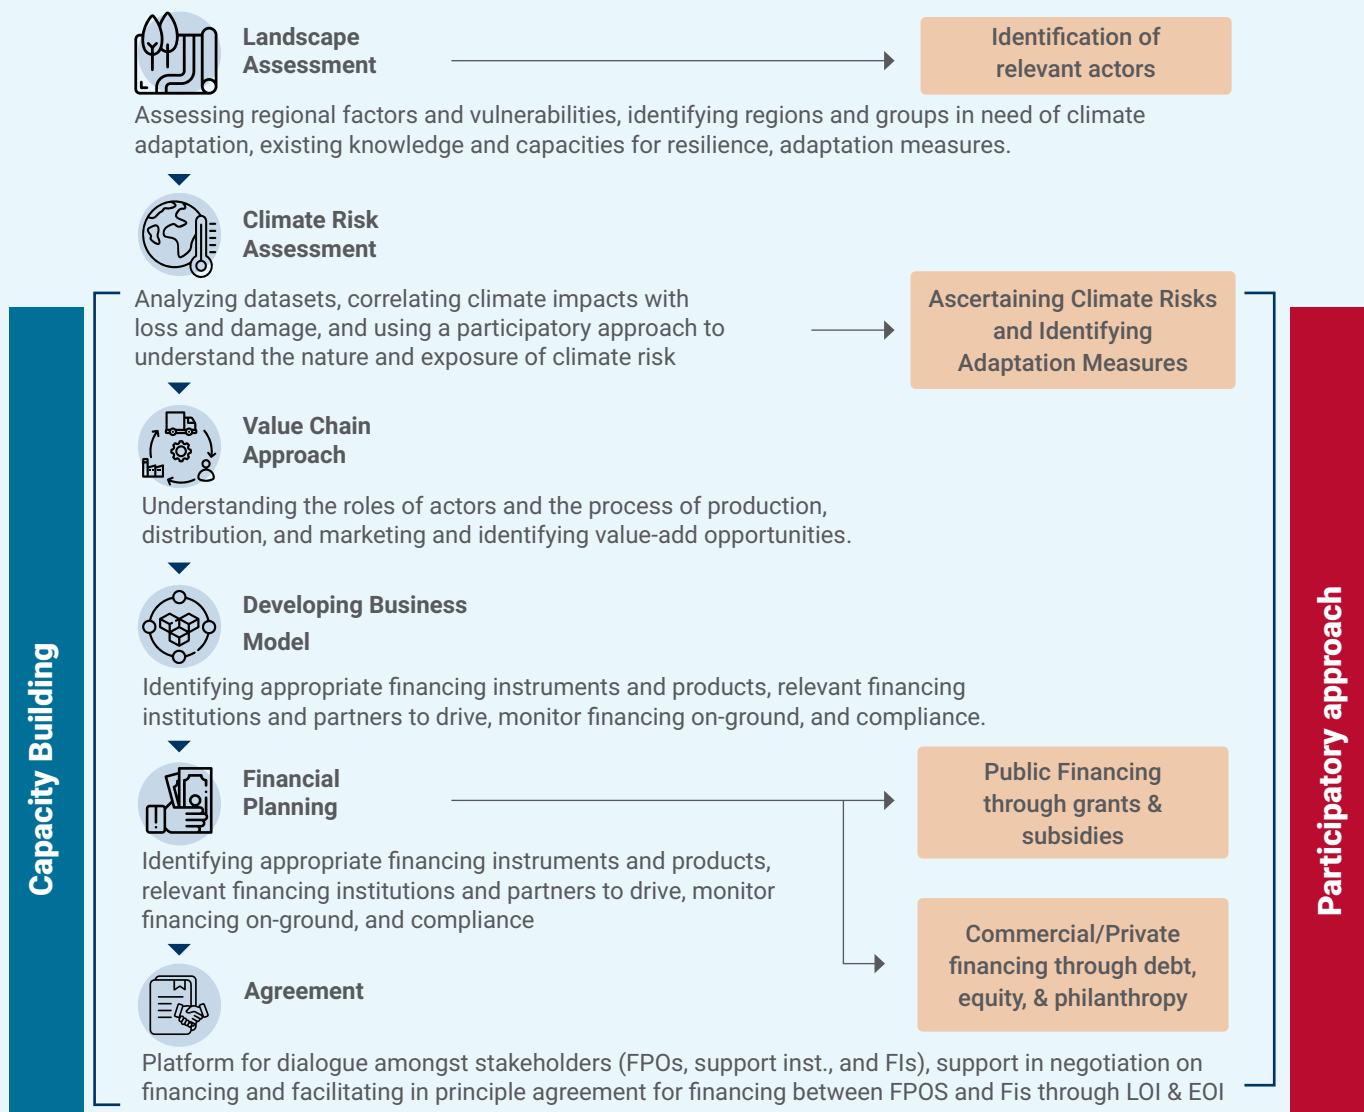 Landscape
Assessment
Identification of
relevant actors
Assessing regional factors and vulnerabilities, identifying regions and groups in need of climate
adaptation, existing knowledge and capacities for resilience, adaptation measures.
Climate Risk
Assessment
Analyzing datasets, correlating climate impacts with
loss and damage, and using a participatory approach to
understand the nature and exposure of climate risk
Ascertaining Climate Risks
and Identifying
Adaptation Measures
Value Chain
Approach
Understanding the roles of actors and the process of production,
distribution, and marketing and identifying value-add opportunities.
Developing Business
Model
Identifying appropriate financing instruments and products, relevant financing
institutions and partners to drive, monitor financing on-ground, and compliance.
Financial
Planning
Public Financing
through grants &
subsidies
Identifying appropriate financing instruments and products,
relevant financing institutions and partners to drive, monitor
financing on-ground, and compliance
Commercial/Private
financing through debt,
equity, & philanthropy
Agreement
Platform for dialogue amongst stakeholders (FPOs, support inst., and FIs), support in negotiation on
financing and facilitating in principle agreement for financing between FPOS and Fis through LOI & EOI
Capacity Building
Participatory approach